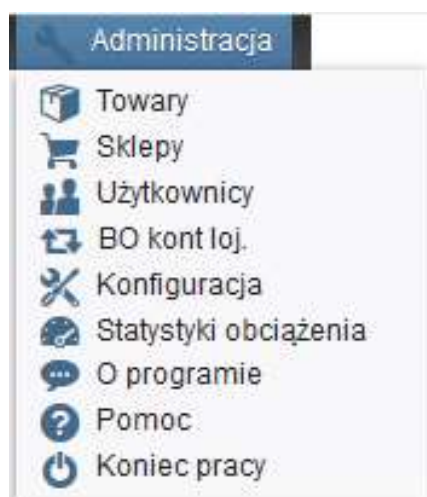 Administracja
Towary
Sklepy
Użytkownicy
BO kont loj.
Konfiguracja
Statystyki obciążenia
O programie
Pomoc
Koniec pracy